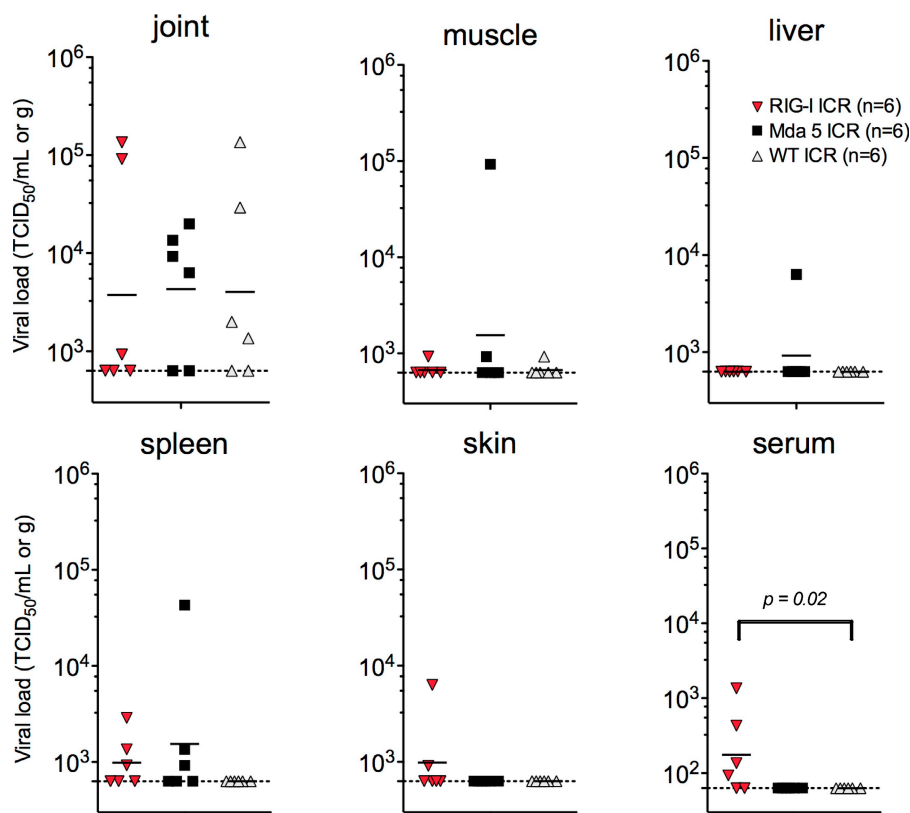 joint
muscle
liver
Viral load (TCID50/mL or g)
10^6
10^5
10^4
10^3
10^6
10^5
10^4
10^3
10^6
10^5
10^4
10^3
RIG-I ICR (n=6)
Mda 5 ICR (n=6)
WT ICR (n=6)
spleen
skin
serum
Viral load (TCID50/mL or g)
10^6
10^5
10^4
10^3
10^6
10^5
10^4
10^3
10^6
10^5
10^4
10^3
10^2
p = 0.02